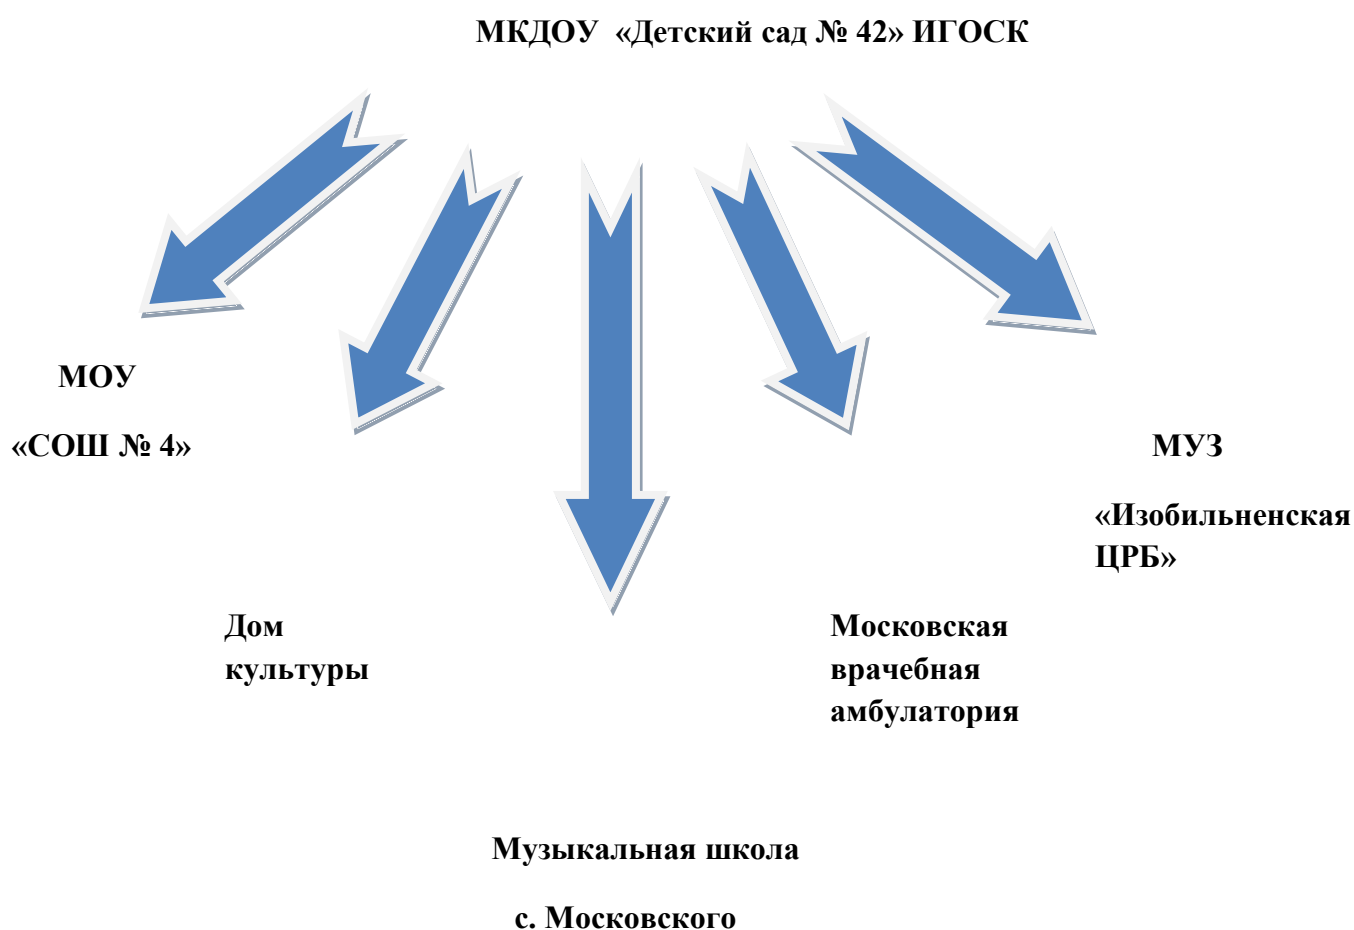 МКДОУ «Детский сад № 42» ИГОСК
МОУ
«СОШ № 4»
Дом
культуры
Музыкальная школа
с. Московского
Московская
врачебная
амбулатория
МУЗ
«Изобильненская
ЦРБ»